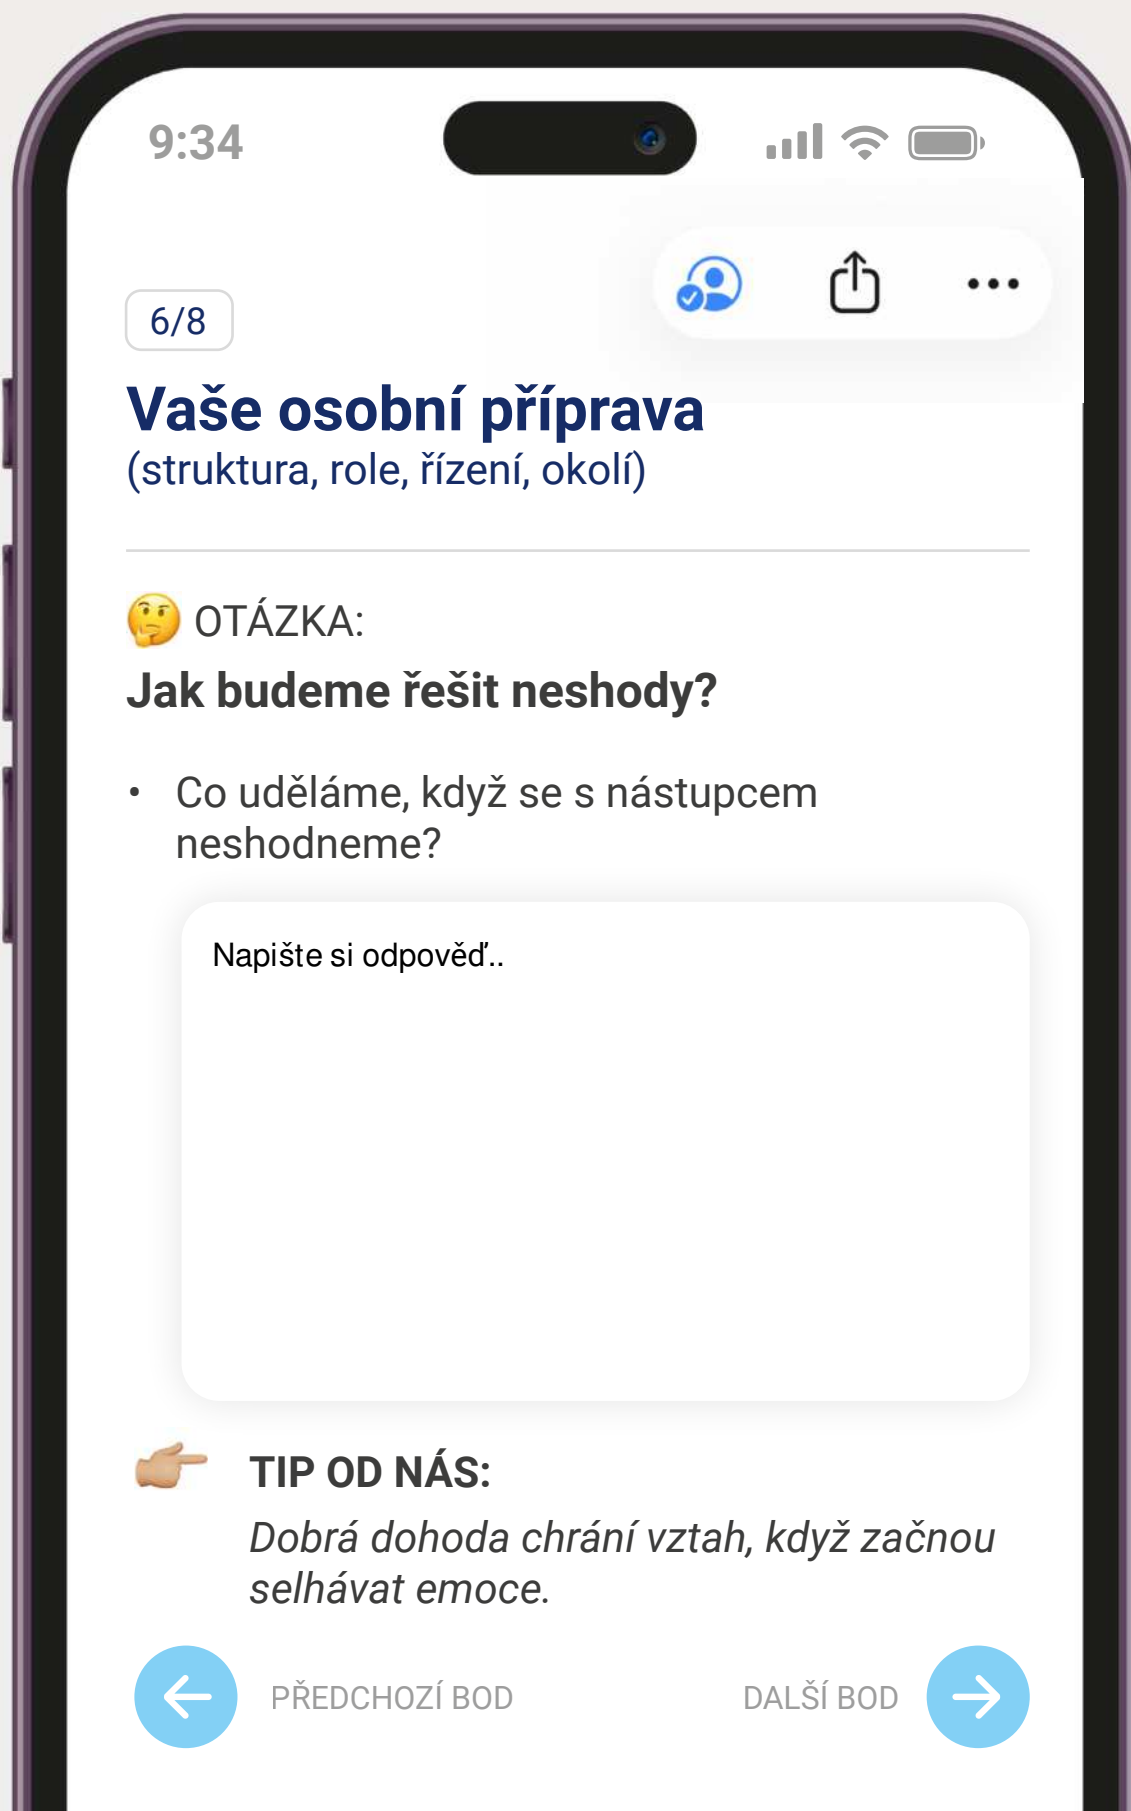 9:34
6/8
Vaše osobní příprava
(struktura, role, řízení, okolí)
🤔 OTÁZKA:
Jak budeme řešit neshody?
• Co uděláme, když se s nástupcem
neshodneme?
Napište si odpověď..
TIP OD NÁS:
Dobrá dohoda chrání vztah, když začnou
selhávat emoce.
PŘEDCHOZÍ BOD
DALŠÍ BOD